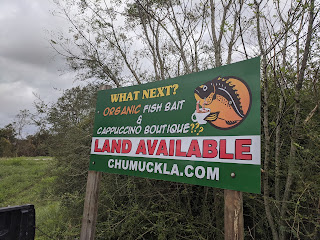 WHAT NEXT?
ORGANIC FISH BAIT
&
CAPPUCCINO BOUTIQUE??
LAND AVAILABLE
CHUMUCKLA.COM